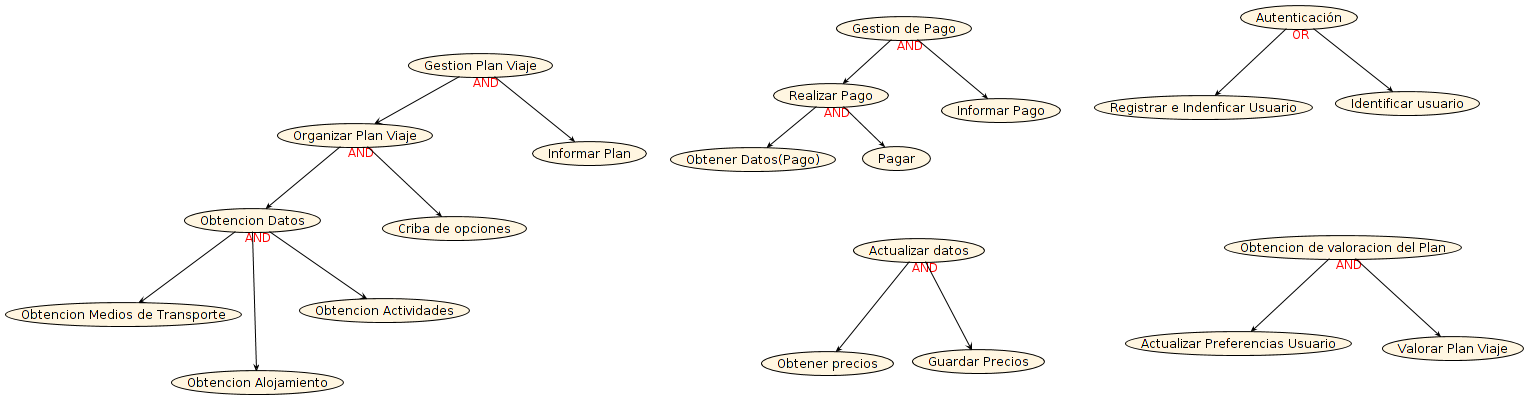 Gestion Plan Viaje
AND
Organizar Plan Viaje
AND
Informar Plan
Obtencion Datos
AND
Criba de opciones
Obtencion Medios de Transporte
Obtencion Actividades
Obtencion Alojamiento
Gestion de Pago
AND
Realizar Pago
AND
Informar Pago
Obtener Datos(Pago)
Pagar
Autenticación
OR
Registrar e Indenficar Usuario
Identificar usuario
Actualizar datos
AND
Obtener precios
Guardar Precios
Obtencion de valoracion del Plan
AND
Actualizar Preferencias Usuario
Valorar Plan Viaje